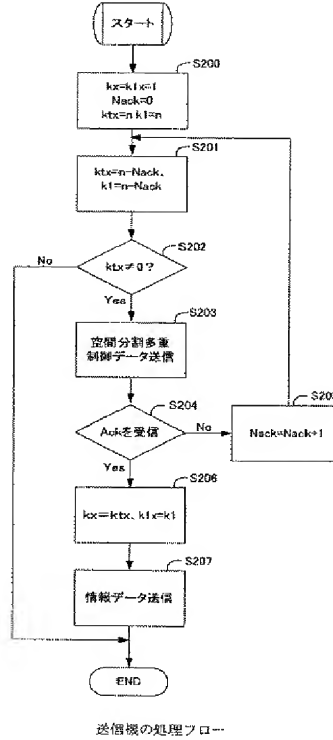 スタート
S200
kx=k1x=1
Nack=0
ktx=n k1=n
S201
ktx=n-Nack、
k1=n-Nack
S202
No
ktx≠0?
Yes
S203
空間分割多重
制御データ送信
S204
Ackを受信
No
Nack=Nack+1
Yes
S206
kx=ktx、k1x=k1
S207
情報データ送信
END
送信機の処理フロー